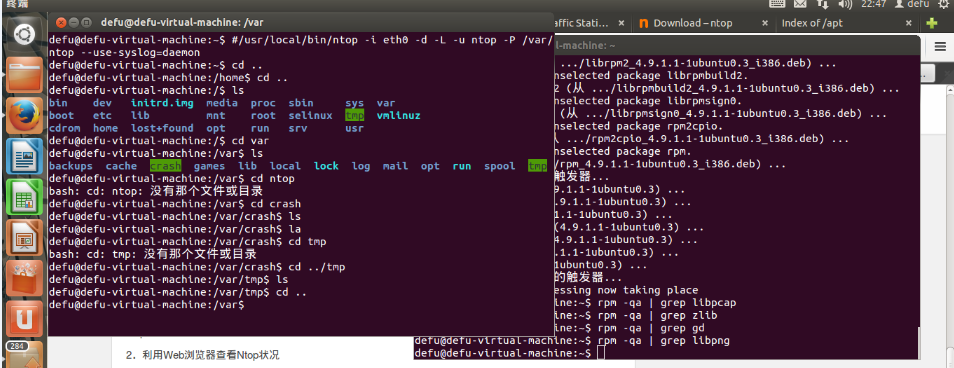 终端
22:47 defu
defu@defu-virtual-machine: /var
defu@defu-virtual-machine:~$ #/usr/local/bin/ntop -i eth0 -d -L -u ntop -P /var/
ntop --use-syslog=daemon
defu@defu-virtual-machine:~$ cd ..
defu@defu-virtual-machine:/home$ cd ..
defu@defu-virtual-machine:/$ ls
bin dev initrd.img media proc sbin sys var
boot etc lib mnt root selinux tmp vmlinuz
cdrom home lost+found opt run srv usr
defu@defu-virtual-machine:/$ cd var
defu@defu-virtual-machine:/var$ ls
backups cache crash games lib local lock log mail opt run spool tmp
defu@defu-virtual-machine:/var$ cd ntop
bash: cd: ntop: 没有那个文件或目录
defu@defu-virtual-machine:/var$ cd crash
defu@defu-virtual-machine:/var/crash$ ls
defu@defu-virtual-machine:/var/crash$ la
defu@defu-virtual-machine:/var/crash$ cd tmp
bash: cd: tmp: 没有那个文件或目录
defu@defu-virtual-machine:/var/crash$ cd ../tmp
defu@defu-virtual-machine:/var/tmp$ ls
defu@defu-virtual-machine:/var/tmp$ cd ..
defu@defu-virtual-machine:/var$
affic Stati... × Download – ntop × Index of /apt ×
al-machine: ~
.../librpm2_4.9.1.1-1ubuntu0.3_i386.deb) ...
nselected package librpmbuild2.
2 (从 .../librpmbuild2_4.9.1.1-1ubuntu0.3_i386.deb) ...
nselected package librpmsign0.
(从 .../librpmsign0_4.9.1.1-1ubuntu0.3_i386.deb) ...
nselected package rpm2cpio.
.../rpm2cpio_4.9.1.1-1ubuntu0.3_i386.deb) ...
nselected package rpm.
/rpm_4.9.1.1-1ubuntu0.3_i386.deb) ...
触发器...
9.1.1-1ubuntu0.3) ...
.1.1-1ubuntu0.3) ...
1.1-1ubuntu0.3) ...
(4.9.1.1-1ubuntu0.3) ...
4.9.1.1-1ubuntu0.3) ...
.1-1ubuntu0.3) ...
-1ubuntu0.3) ...
的触发器...
essing now taking place
ine:~$ rpm -qa | grep libpcap
ine:~$ rpm -qa | grep zlib
ine:~$ rpm -qa | grep gd
defu@defu-virtual-machine:~$ rpm -qa | grep libpng
defu@defu-virtual-machine:~$
284
2. 利用Web浏览器查看Ntop状况